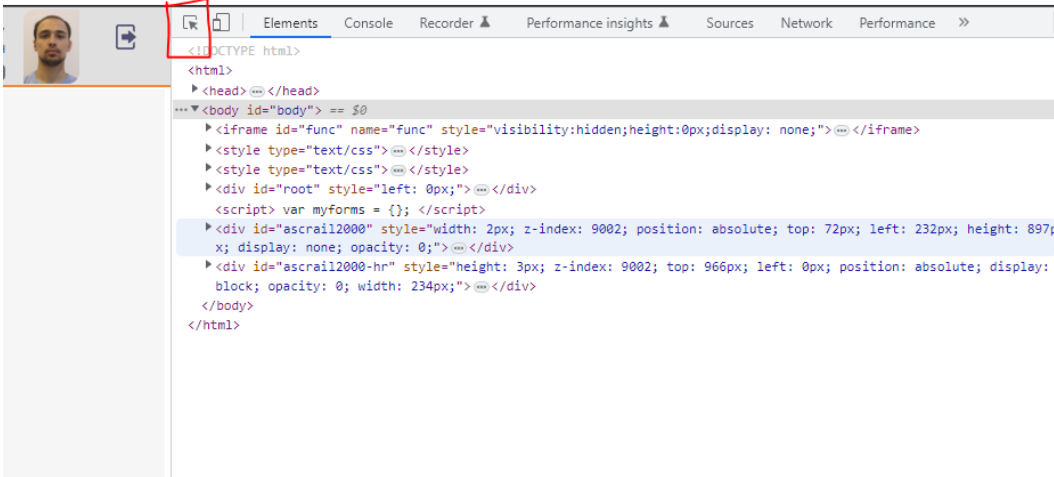 Elements Console Recorder Performance insights Sources Network Performance »
<!DOCTYPE html>
<html>
<head>…</head>
…<body id="body"> == $0
<iframe id="func" name="func" style="visibility:hidden;height:0px;display: none;">…</iframe>
<style type="text/css">…</style>
<style type="text/css">…</style>
<div id="root" style="left: 0px;">…</div>
<script> var myforms = {}; </script>
<div id="ascrail2000" style="width: 2px; z-index: 9002; position: absolute; top: 72px; left: 232px; height: 897p
x; display: none; opacity: 0;">…</div>
<div id="ascrail2000-hr" style="height: 3px; z-index: 9002; top: 966px; left: 0px; position: absolute; display:
block; opacity: 0; width: 234px;">…</div>
</body>
</html>